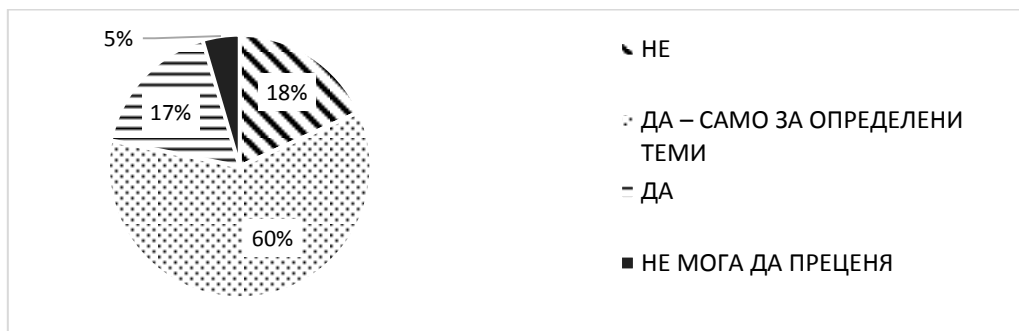 5%
18%
17%
60%
НЕ
ДА – САМО ЗА ОПРЕДЕЛЕНИ
ТЕМИ
ДА
НЕ МОГА ДА ПРЕЦЕНЯ